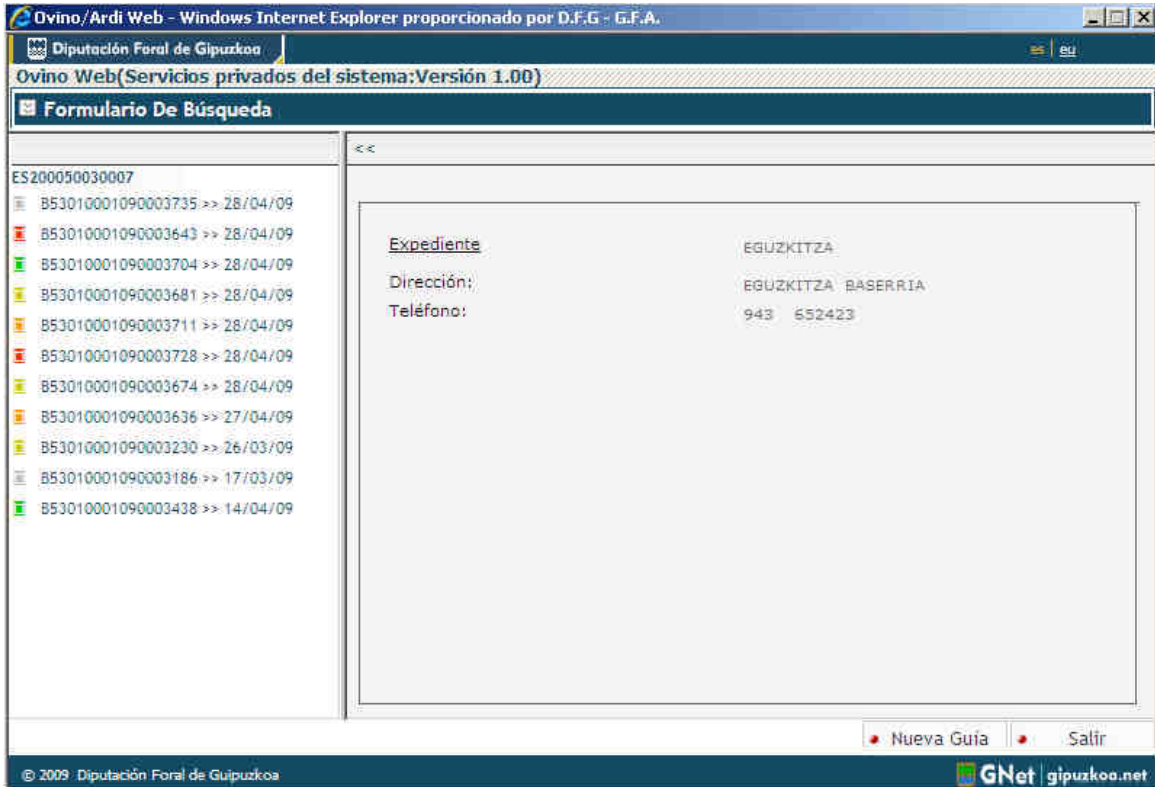 Ovino/Ardi Web - Windows Internet Explorer proporcionado por D.F.G - G.F.A.
Diputación Foral de Gipuzkoa
es | eu
Ovino Web(Servicios privados del sistema:Versión 1.00)
Formulario De Búsqueda
<<
ES200050030007
B53010001090003735 >> 28/04/09
B53010001090003643 >> 28/04/09
B53010001090003704 >> 28/04/09
B53010001090003681 >> 28/04/09
B53010001090003711 >> 28/04/09
B53010001090003728 >> 28/04/09
B53010001090003674 >> 28/04/09
B53010001090003636 >> 27/04/09
B53010001090003230 >> 26/03/09
B53010001090003186 >> 17/03/09
B53010001090003438 >> 14/04/09
Expediente EGUZKITZA
Dirección: EGUZKITZA BASERRIA
Teléfono: 943 652423
Nueva Guía
Salir
© 2009 Diputación Foral de Guipuzkoa
GNet gipuzkoa.net